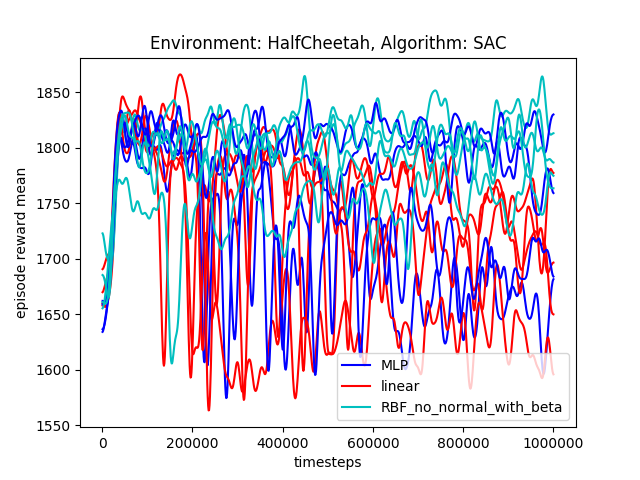 Environment: HalfCheetah, Algorithm: SAC
episode reward mean
1850
1800
1750
1700
1650
1600
1550
MLP
linear
RBF_no_normal_with_beta
0
200000
400000
600000
800000
1000000
timesteps